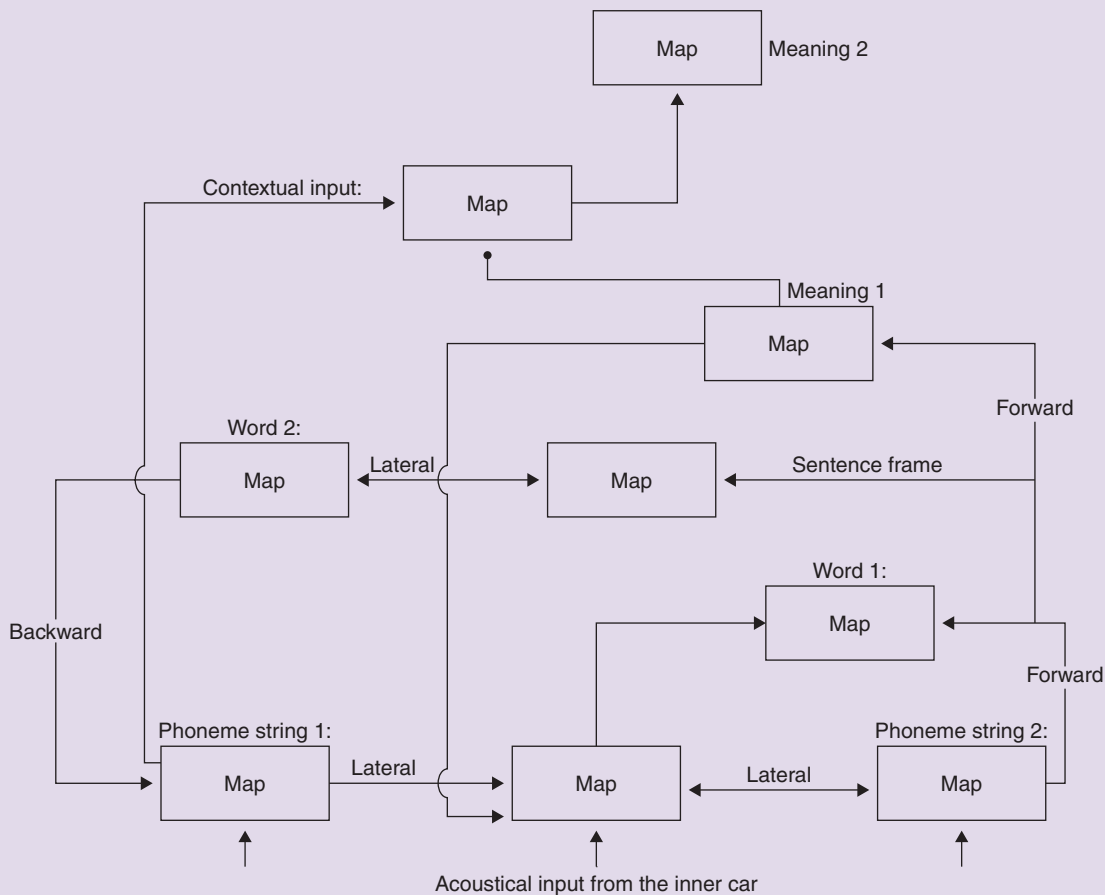 Map
Meaning 2
Contextual input:
Map
Meaning 1
Map
Forward
Word 2:
Map
Lateral
Map
Sentence frame
Word 1:
Map
Backward
Forward
Phoneme string 1:
Map
Lateral
Map
Lateral
Phoneme string 2:
Map
Acoustical input from the inner car